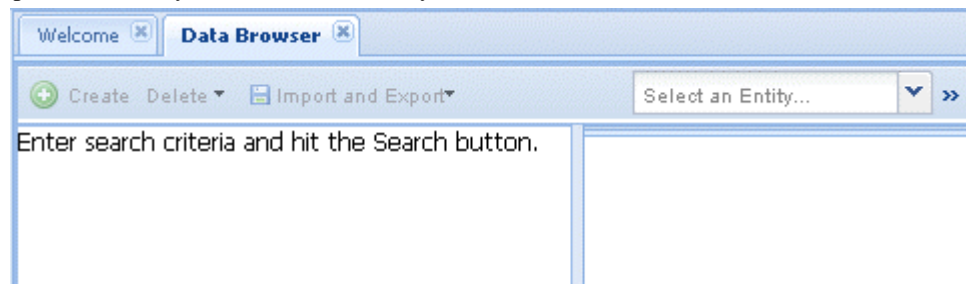 Welcome Data Browser
Create Delete Import and Export Select an Entity... »
Enter search criteria and hit the Search button.